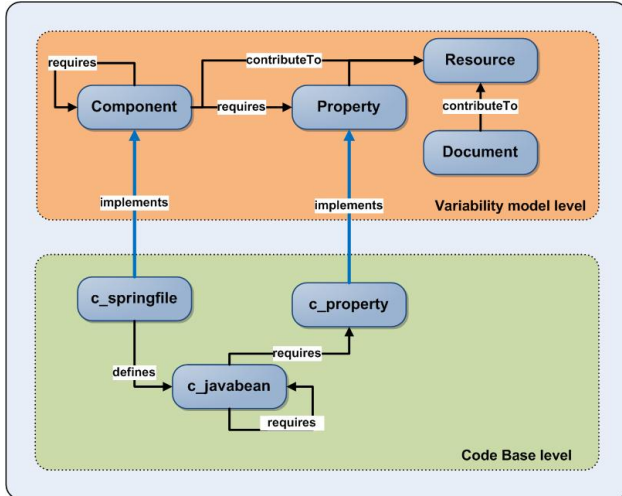 requires
contributeTo
Resource
Component
requires
Property
contributeTo
Document
implements
implements
Variability model level
c_springfile
c_property
requires
defines
c_javabean
requires
Code Base level